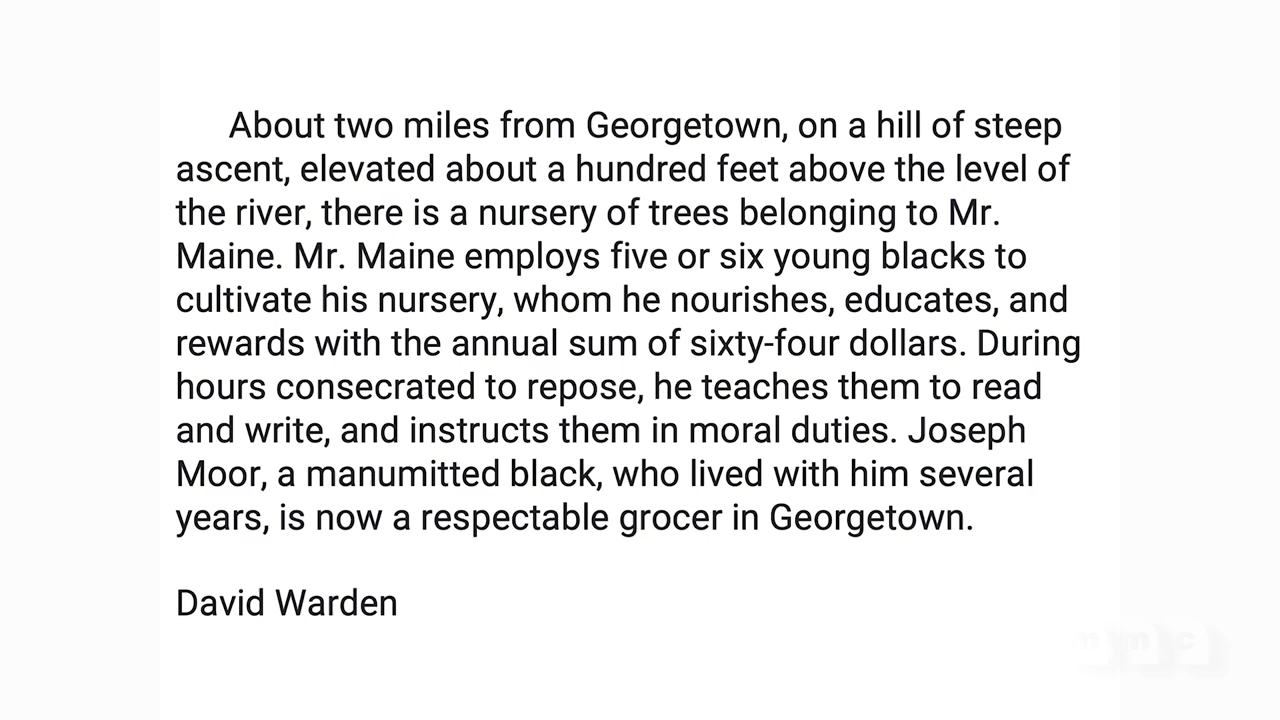 About two miles from Georgetown, on a hill of steep
ascent, elevated about a hundred feet above the level of
the river, there is a nursery of trees belonging to Mr.
Maine. Mr. Maine employs five or six young blacks to
cultivate his nursery, whom he nourishes, educates, and
rewards with the annual sum of sixty-four dollars. During
hours consecrated to repose, he teaches them to read
and write, and instructs them in moral duties. Joseph
Moor, a manumitted black, who lived with him several
years, is now a respectable grocer in Georgetown.
David Warden